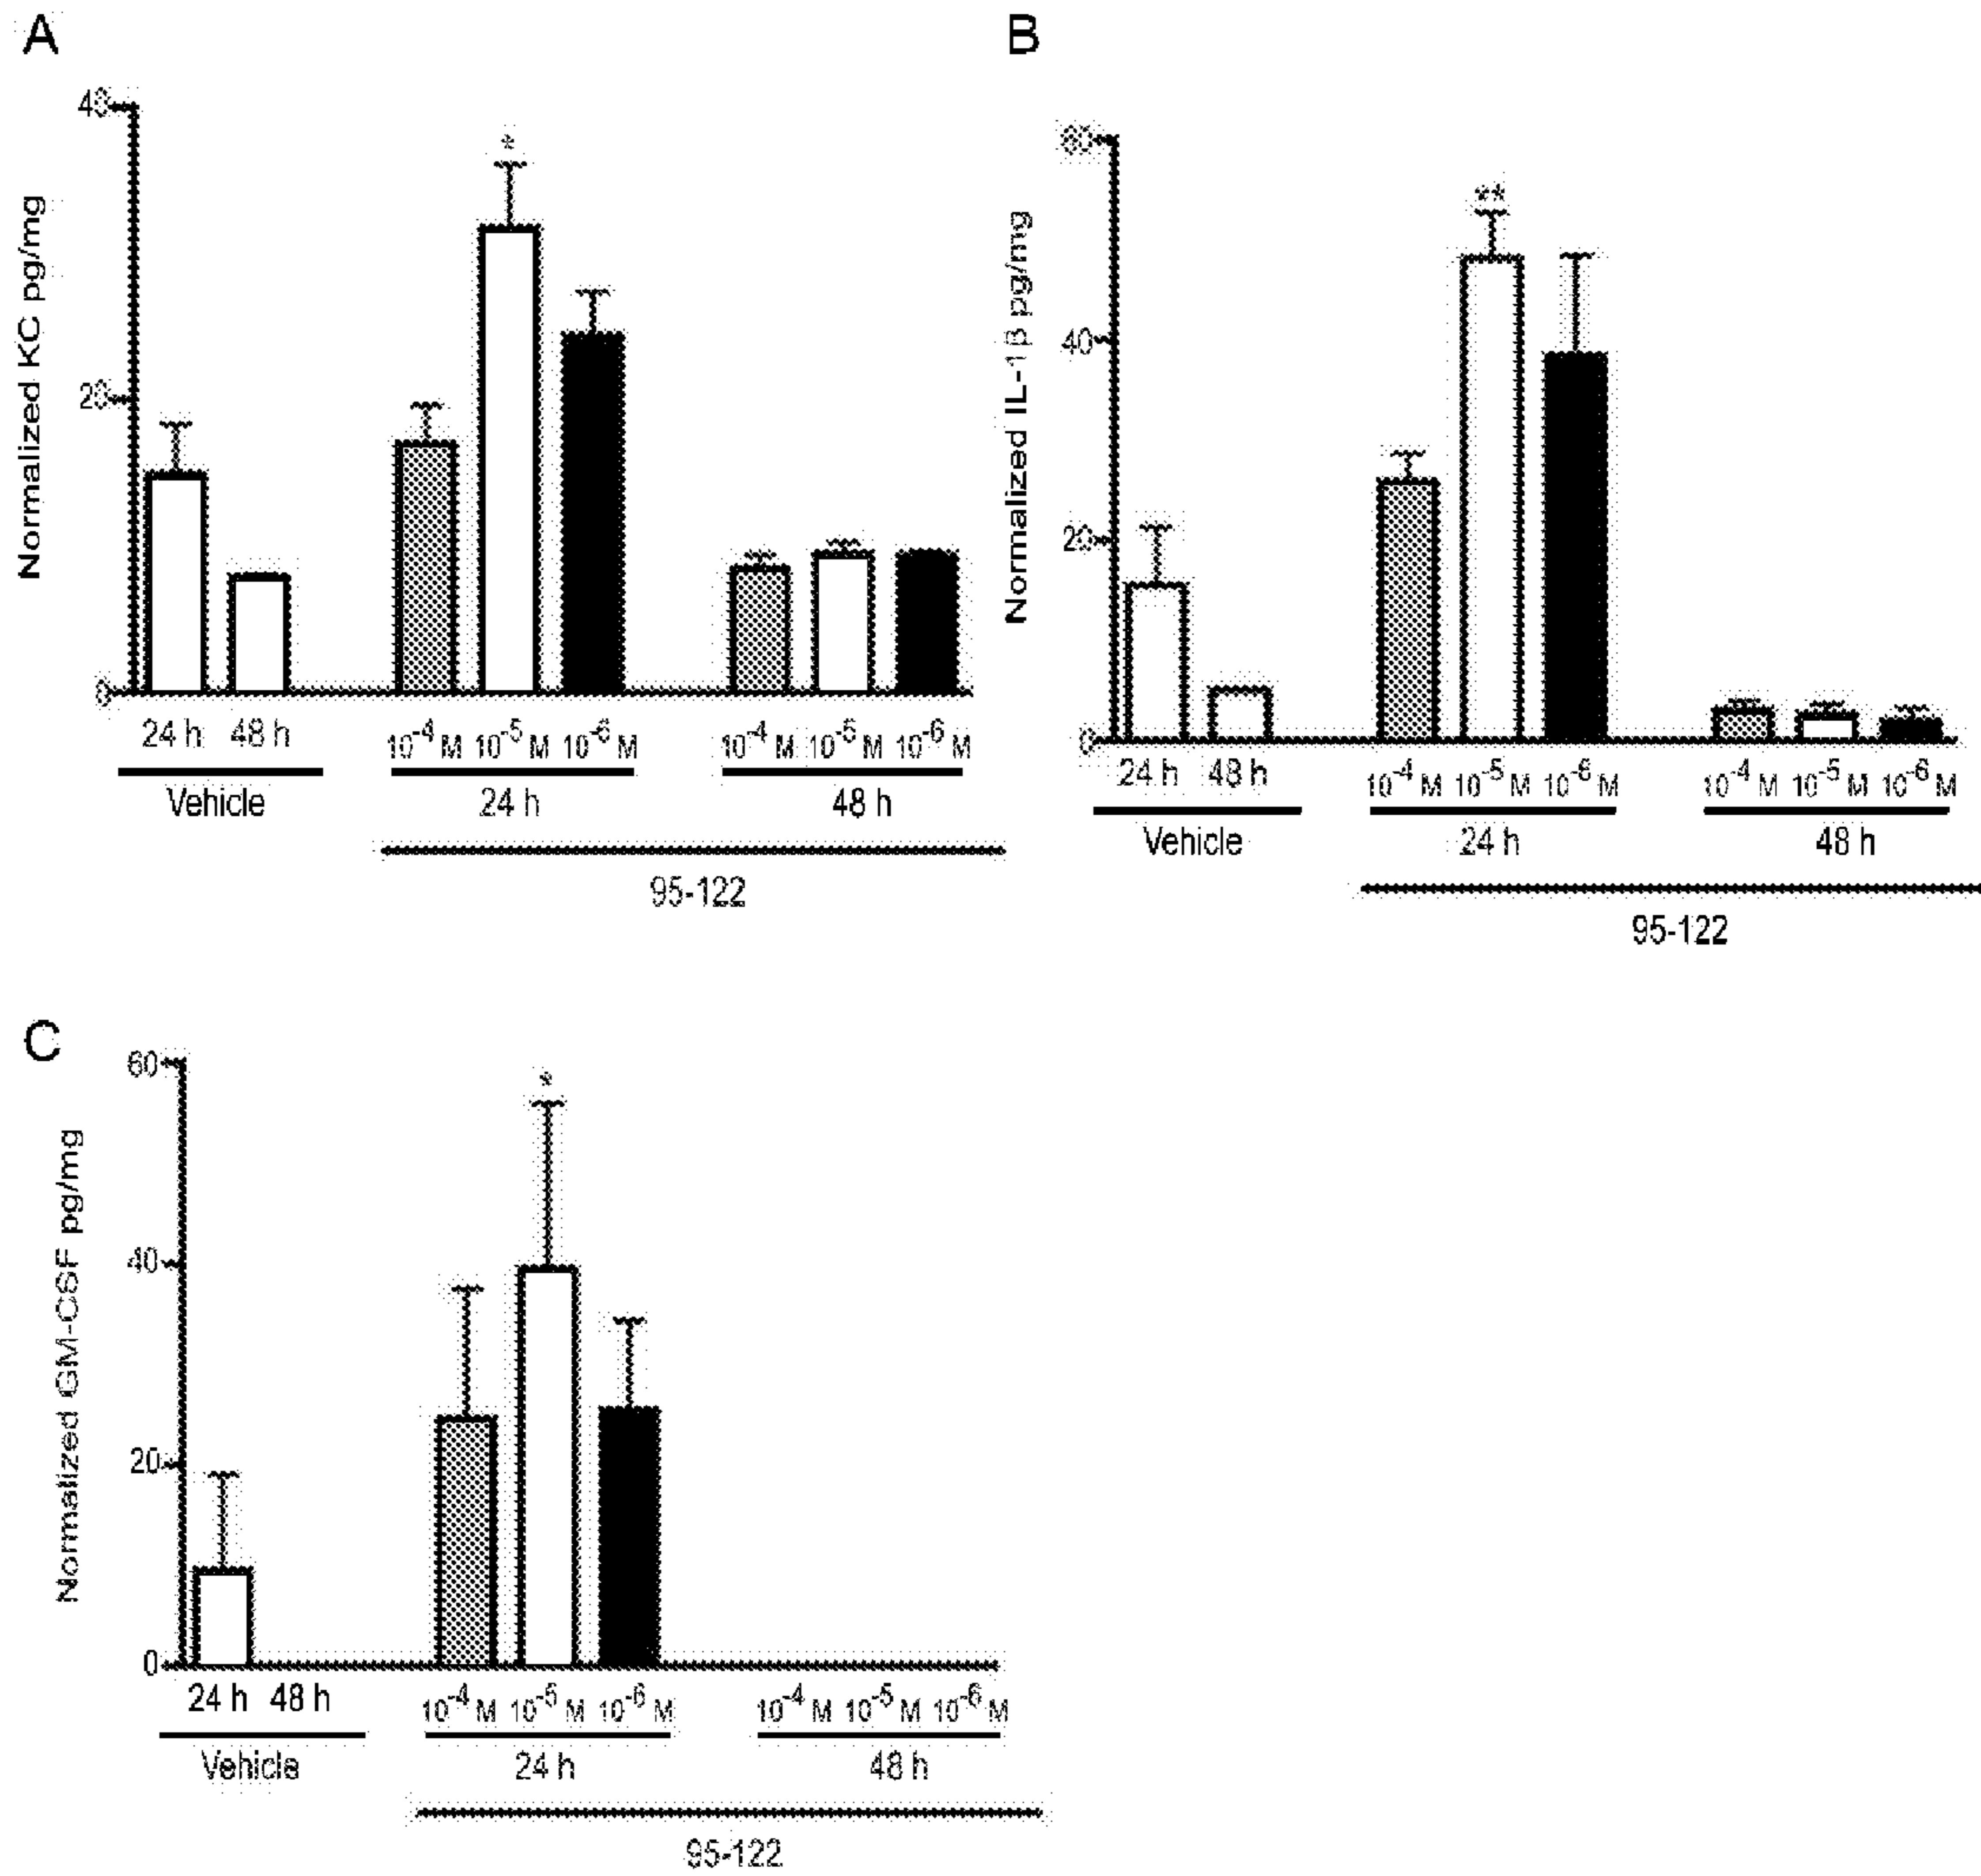 A
Normalized KC pg/mg
40
20
0
*
24 h 48 h
10-4 M 10-5 M 10-6 M
10-4 M 10-5 M 10-6 M
Vehicle
24 h
48 h
95-122
B
Normalized IL-1β pg/mg
60
40
20
0
**
24 h 48 h
10-4 M 10-5 M 10-6 M
10-4 M 10-5 M 10-6 M
Vehicle
24 h
48 h
95-122
C
Normalized GM-CSF pg/mg
60
40
20
0
*
24 h 48 h
10-4 M 10-5 M 10-6 M
10-4 M 10-5 M 10-6 M
Vehicle
24 h
48 h
95-122